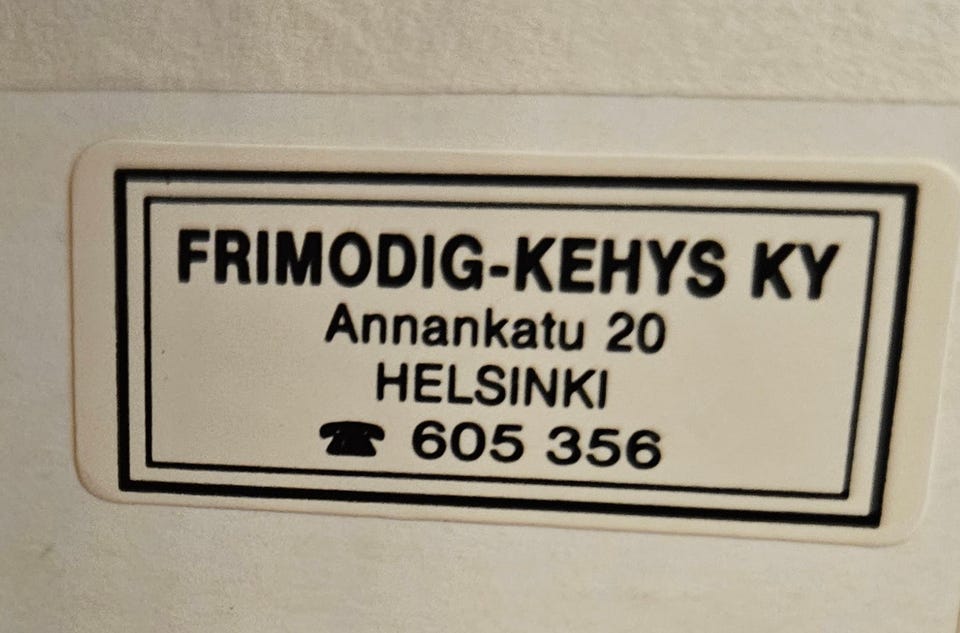 FRIMODIG-KEHYS KY
Annankatu 20
HELSINKI
☎ 605 356